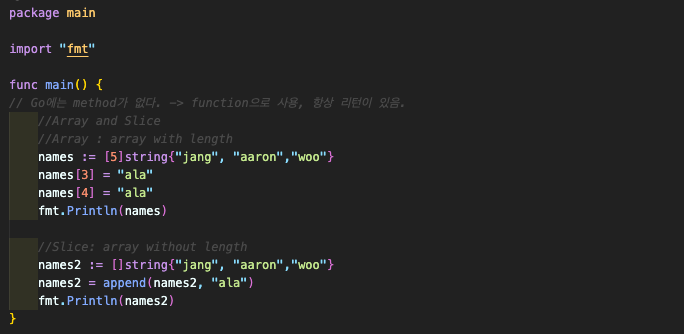 package main
import "fmt"
func main() {
// Go에는 method가 없다. -> function으로 사용, 항상 리턴이 있음.
//Array and Slice
//Array : array with length
names := [5]string{"jang", "aaron","woo"}
names[3] = "ala"
names[4] = "ala"
fmt.Println(names)
//Slice: array without length
names2 := []string{"jang", "aaron","woo"}
names2 = append(names2, "ala")
fmt.Println(names2)
}